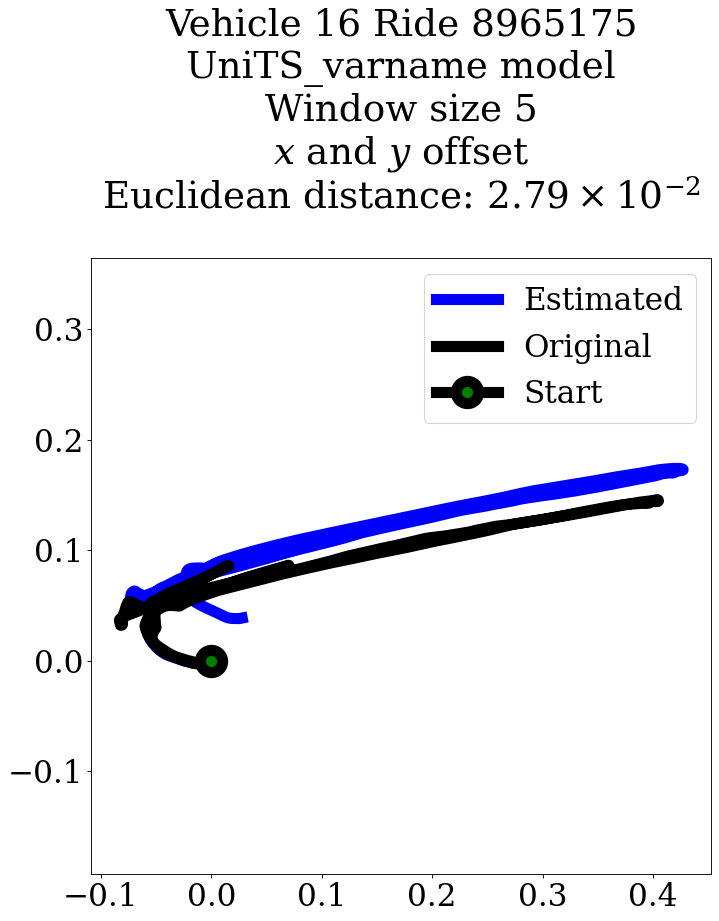 Vehicle 16 Ride 8965175
UniTS_varname model
Window size 5
x and y offset
Euclidean distance: 2.79 × 10⁻²
Estimated
Original
Start
0.3
0.2
0.1
0.0
−0.1
−0.1 0.0 0.1 0.2 0.3 0.4